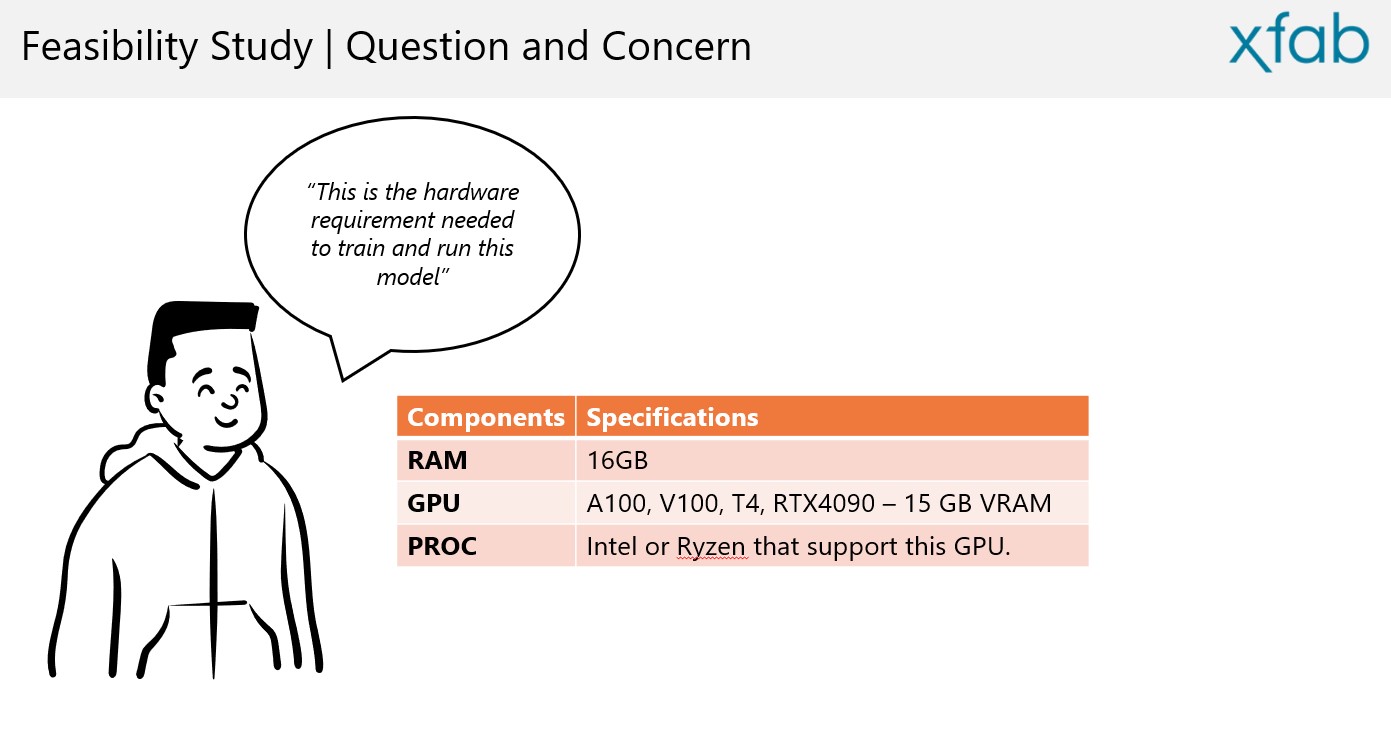 Feasibility Study | Question and Concern
xfab
“This is the hardware
requirement needed
to train and run this
model”
Components Specifications
RAM 16GB
GPU A100, V100, T4, RTX4090 – 15 GB VRAM
PROC Intel or Ryzen that support this GPU.